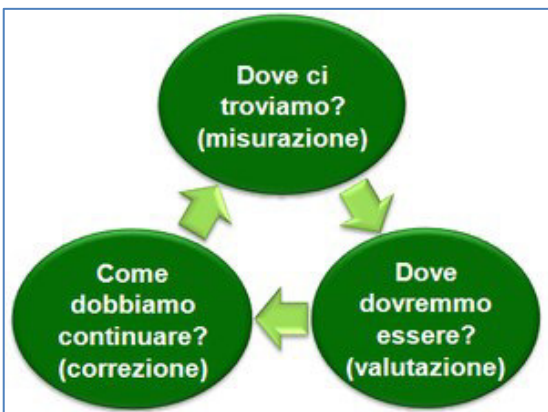 Dove ci
troviamo?
(misurazione)
Dove
dovremmo
essere?
(valutazione)
Come
dobbiamo
continuare?
(correzione)